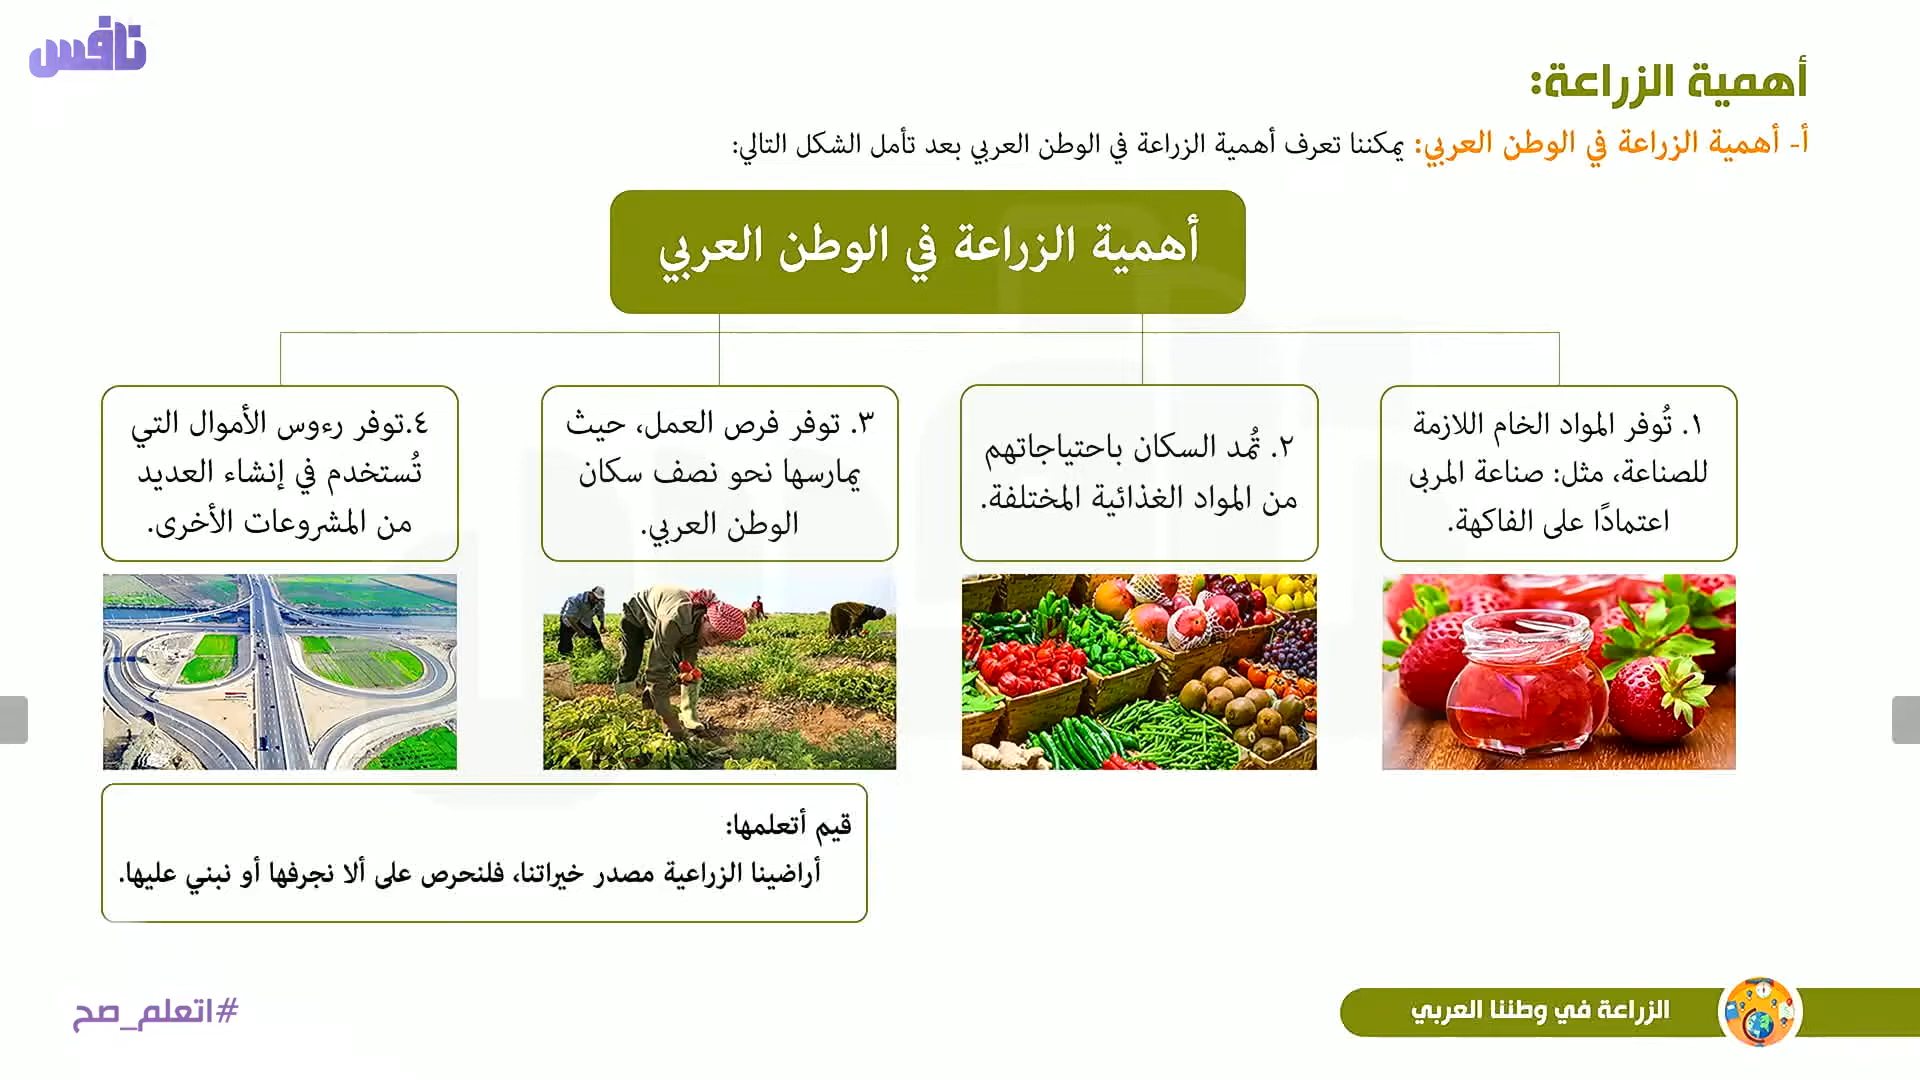 نافس
أهمية الزراعة:
أ- أهمية الزراعة في الوطن العربي: يمكننا تعرف أهمية الزراعة في الوطن العربي بعد تأمل الشكل التالي:
أهمية الزراعة في الوطن العربي
١. تُوفر المواد الخام اللازمة
للصناعة، مثل: صناعة المربى
اعتمادًا على الفاكهة.
٢. تُمد السكان باحتياجاتهم
من المواد الغذائية المختلفة.
٣. توفر فرص العمل، حيث
يمارسها نحو نصف سكان
الوطن العربي.
٤.توفر رءوس الأموال التي
تُستخدم في إنشاء العديد
من المشروعات الأخرى.
قيم أتعلمها:
أراضينا الزراعية مصدر خيراتنا، فلنحرص على ألا نجرفها أو نبني عليها.
الزراعة في وطننا العربي
#اتعلم_صح